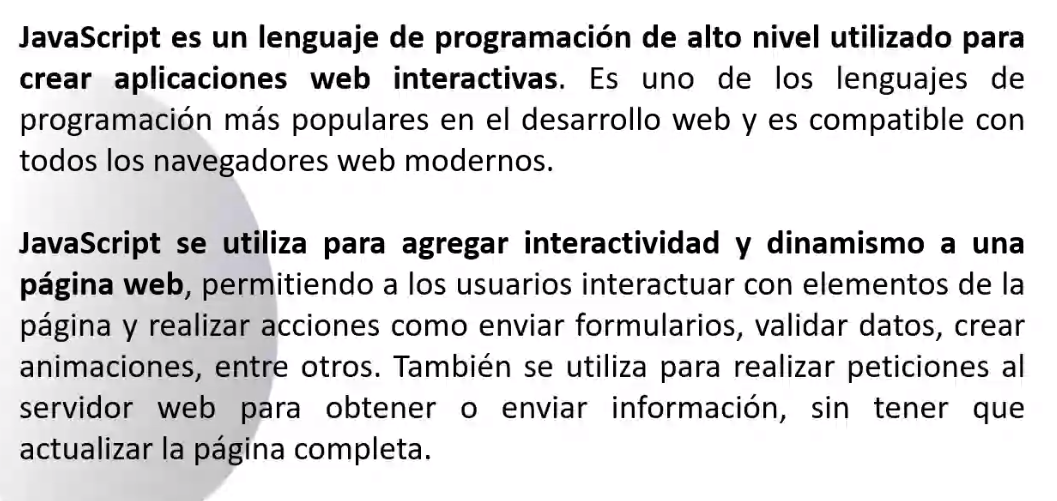 JavaScript es un lenguaje de programación de alto nivel utilizado para
crear aplicaciones web interactivas. Es uno de los lenguajes de
programación más populares en el desarrollo web y es compatible con
todos los navegadores web modernos.
JavaScript se utiliza para agregar interactividad y dinamismo a una
página web, permitiendo a los usuarios interactuar con elementos de la
página y realizar acciones como enviar formularios, validar datos, crear
animaciones, entre otros. También se utiliza para realizar peticiones al
servidor web para obtener o enviar información, sin tener que
actualizar la página completa.